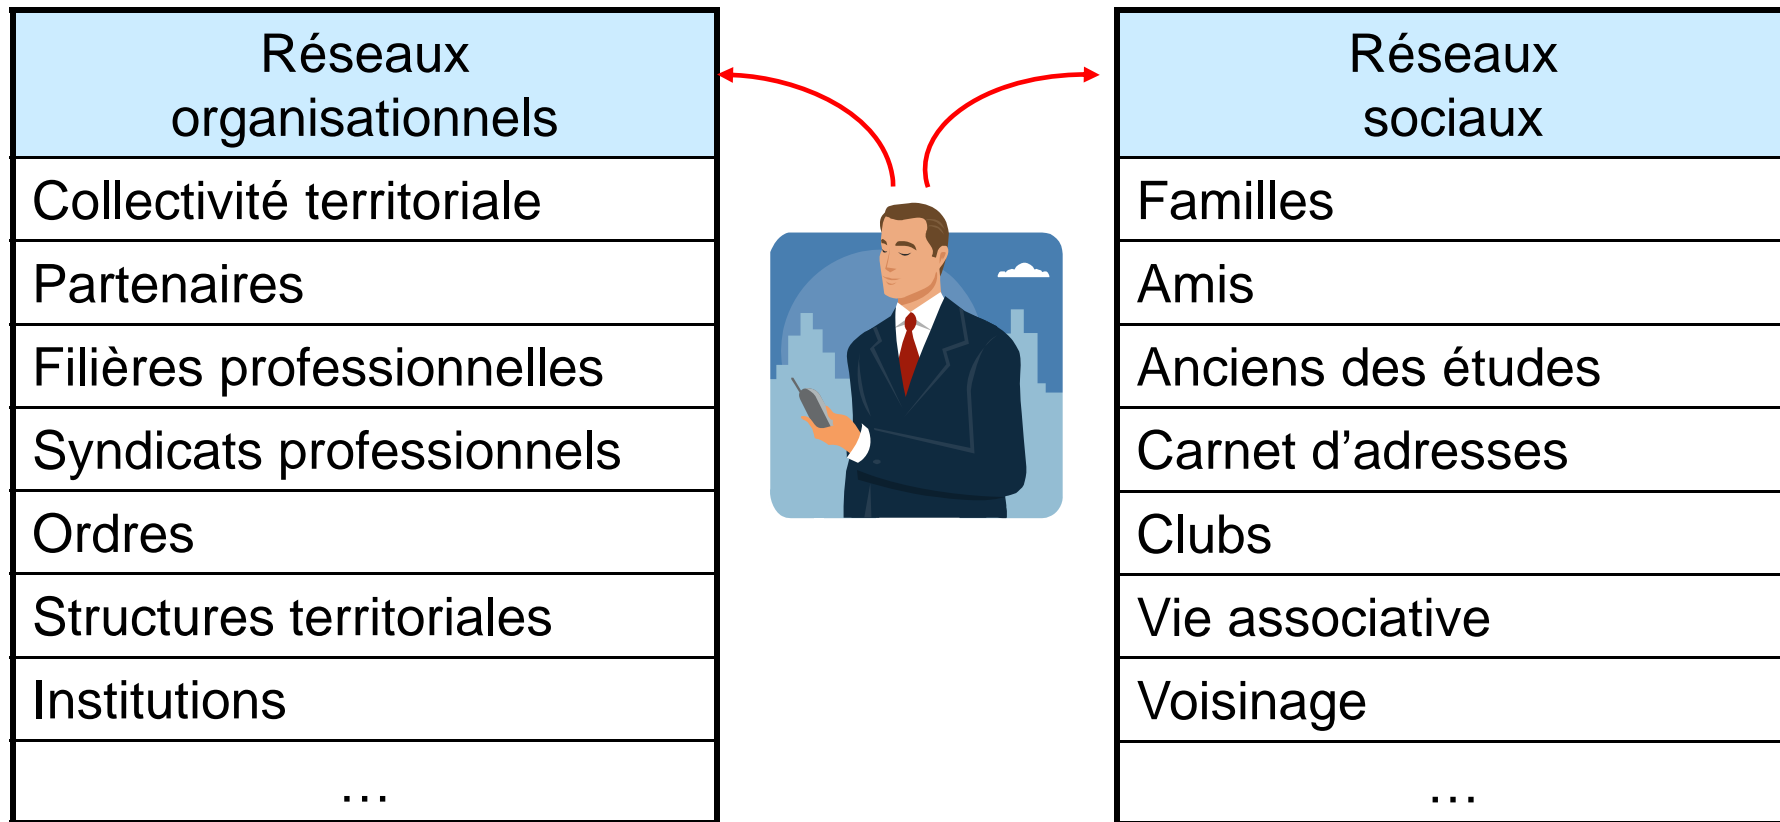 Réseaux
organisationnels
Collectivité territoriale
Partenaires
Filières professionnelles
Syndicats professionnels
Ordres
Structures territoriales
Institutions
…
Réseaux
sociaux
Familles
Amis
Anciens des études
Carnet d’adresses
Clubs
Vie associative
Voisinage
…